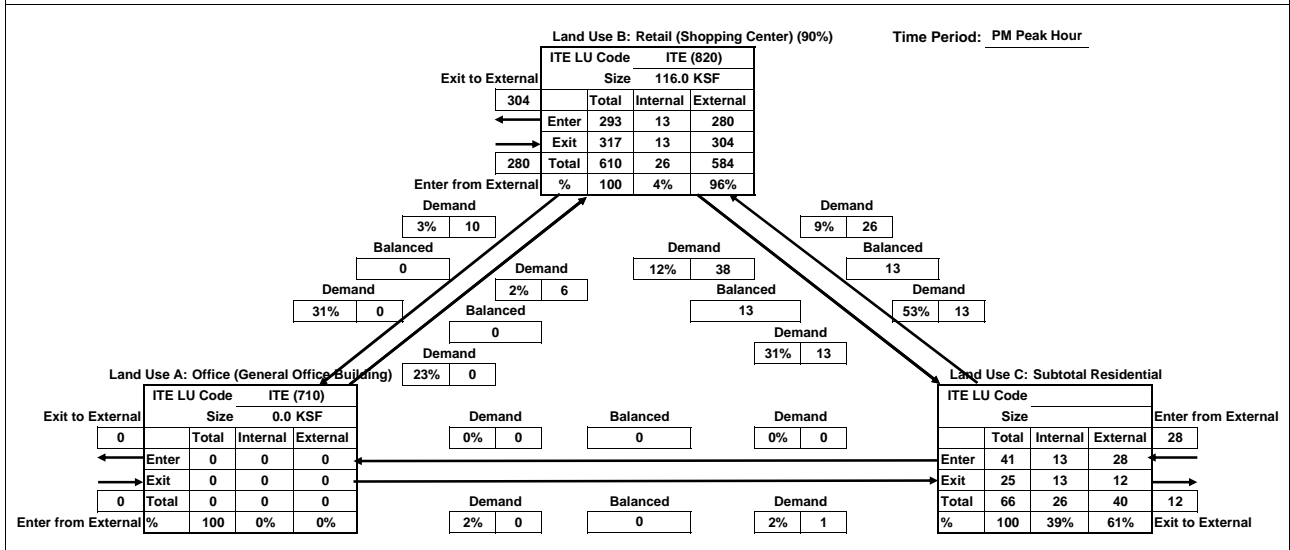 Land Use B: Retail (Shopping Center) (90%)
Time Period: PM Peak Hour
ITE LU Code ITE (820)
Exit to External Size 116.0 KSF
304 Total Internal External
Enter 293 13 280
Exit 317 13 304
280 Total 610 26 584
Enter from External % 100 4% 96%
Demand Demand
3% 10 9% 26
Balanced Demand Balanced
0 12% 38 13
Demand
2% 6
Demand Balanced Demand
31% 0 13 53% 13
Balanced
0
Demand
31% 13
Demand
23% 0
Land Use A: Office (General Office Building)
Land Use C: Subtotal Residential
ITE LU Code ITE (710)
Exit to External Size 0.0 KSF
0 Total Internal External
Enter 0 0 0
Exit 0 0 0
0 Total 0 0 0
Enter from External % 100 0% 0%
Demand Balanced Demand
0% 0 0 0% 0
Demand Balanced Demand
2% 0 0 2% 1
ITE LU Code
Size Enter from External
Total Internal External 28
Enter 41 13 28
Exit 25 13 12
Total 66 26 40 12
% 100 39% 61% Exit to External